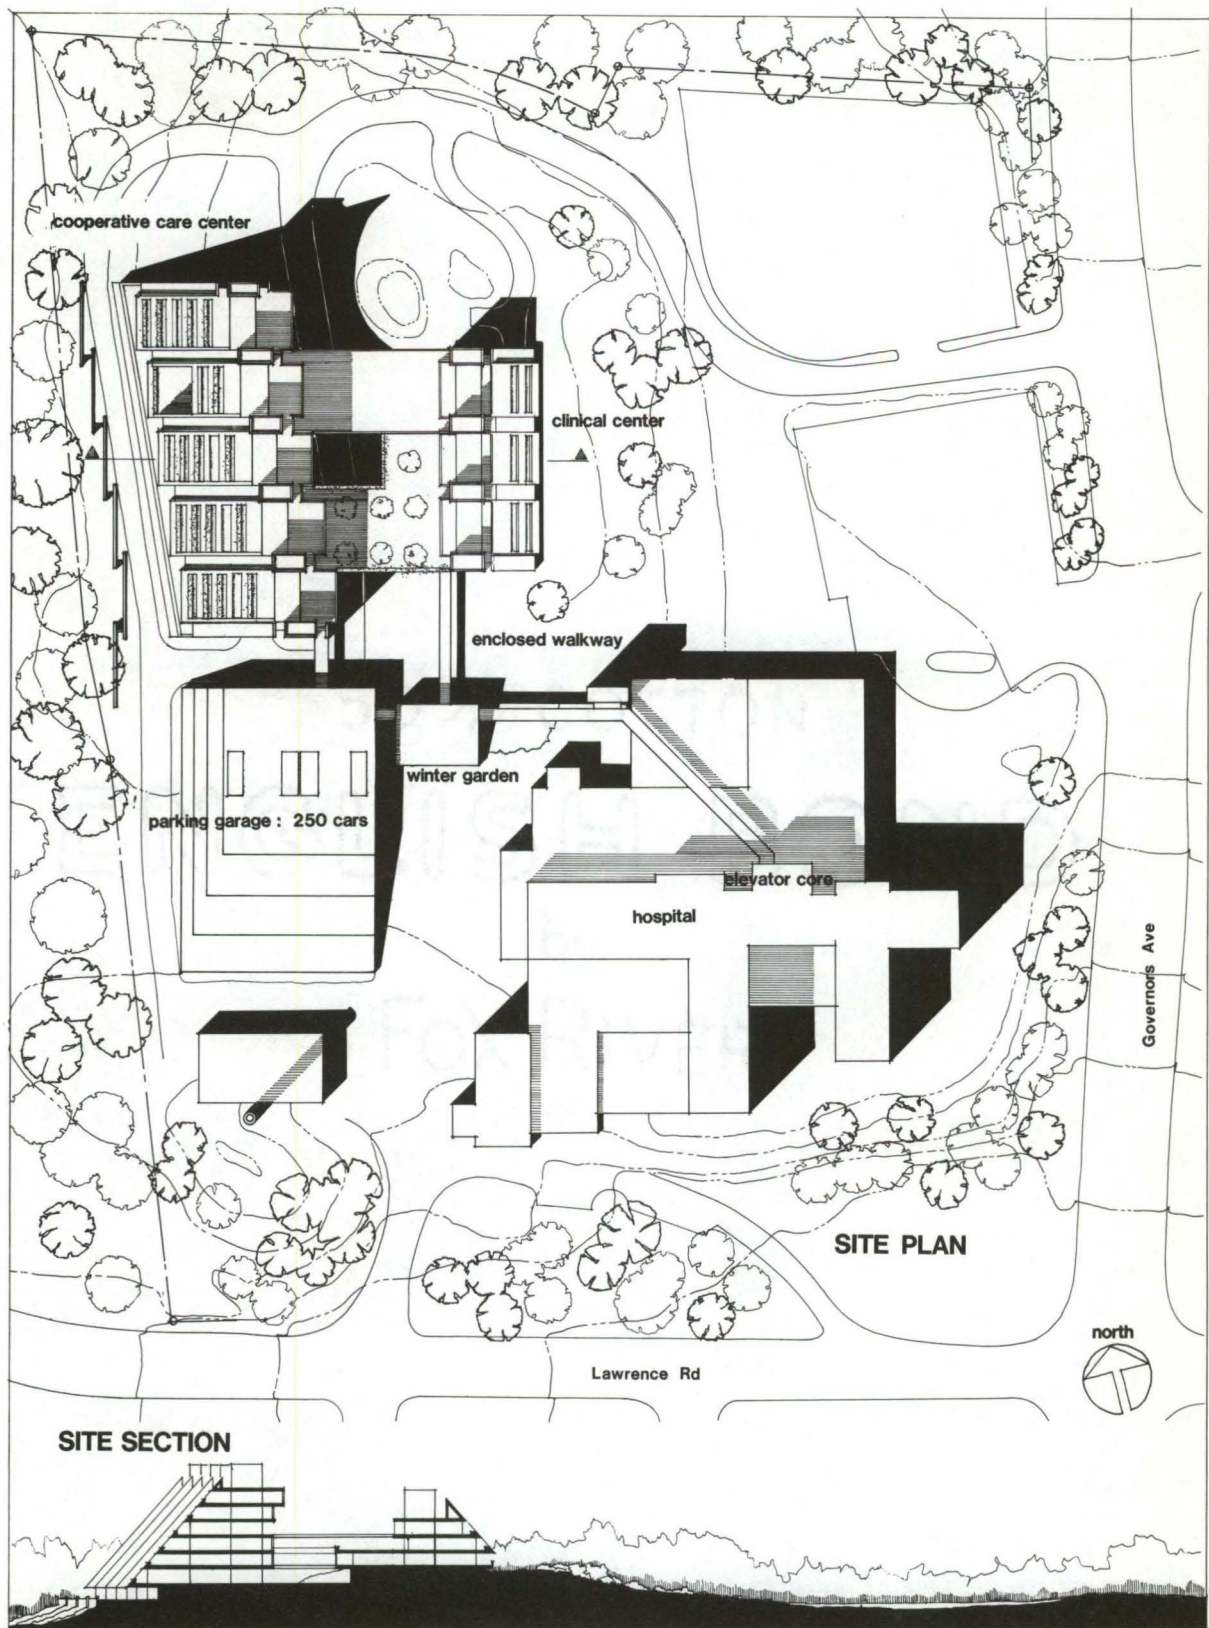 cooperative care center
clinical center
enclosed walkway
winter garden
parking garage : 250 cars
elevator core
hospital
Governors Ave
SITE PLAN
north
Lawrence Rd
SITE SECTION